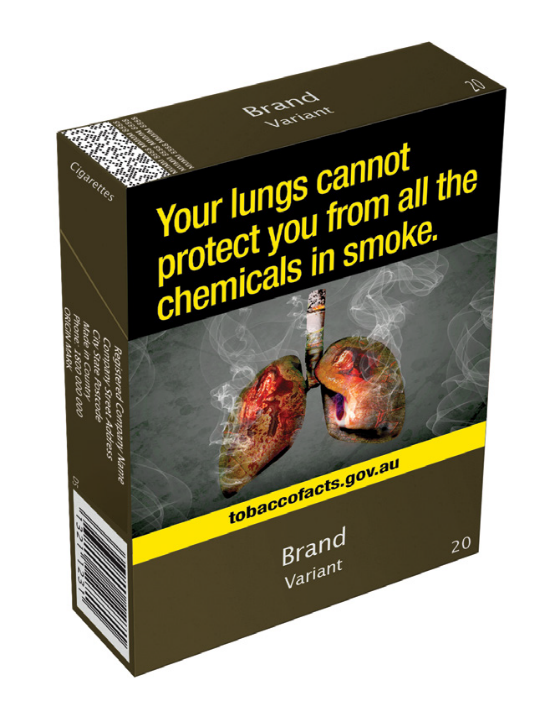 Brand
Variant
20
Cigarettes
Your lungs cannot
protect you from all the
chemicals in smoke.
tobaccofacts.gov.au
Brand
Variant
20
Registered Company Name
Company Street Address
City State Postcode
Made in Country
Phone: 1800 000 000
ORIGIN MARK